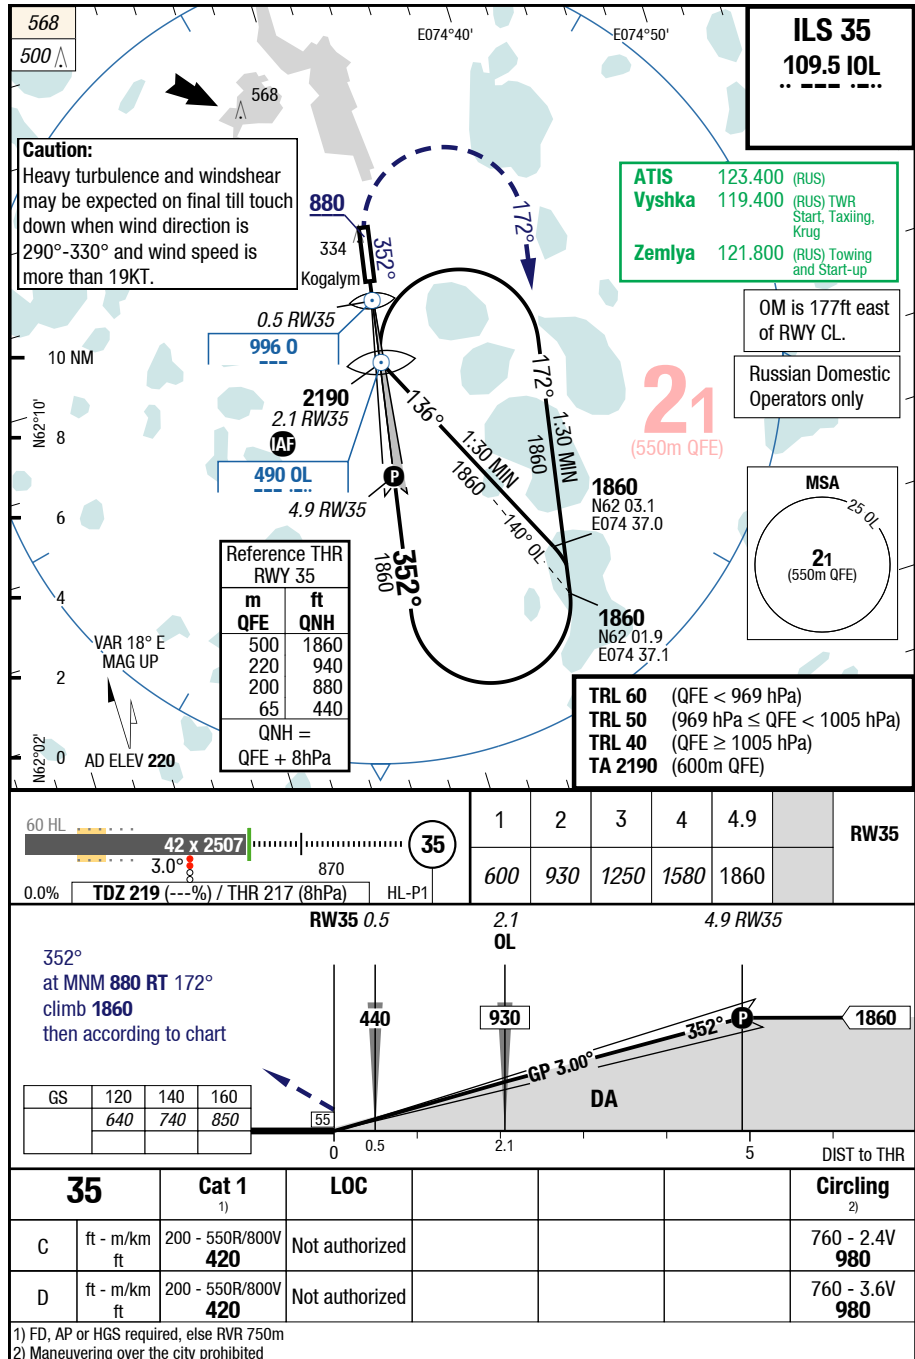 568
500
568
E074°40'
E074°50'
ILS 35
109.5 IOL
Caution:
Heavy turbulence and windshear
may be expected on final till touch
down when wind direction is
290°-330° and wind speed is
more than 19KT.
ATIS 123.400 (RUS)
Vyshka 119.400 (RUS) TWR
Start, Taxiing,
Krug
Zemlya 121.800 (RUS) Towing
and Start-up
880
334
352°
172°
Kogalym
0.5 RW35
996 O
OM is 177ft east
of RWY CL.
Russian Domestic
Operators only
10 NM
8
6
4
2
0
N62°10'
N62°02'
2190
2.1 RW35
IAF
490 OL
4.9 RW35
P
136°
1:30 MIN
1860
140° OL
172°
1:30 MIN
1860
21
(550m QFE)
1860
N62 03.1
E074 37.0
1860
N62 01.9
E074 37.1
352°
1860
MSA
25 OL
21
(550m QFE)
Reference THR
RWY 35
m ft
QFE QNH
500 1860
220 940
200 880
65 440
QNH =
QFE + 8hPa
VAR 18° E
MAG UP
AD ELEV 220
TRL 60 (QFE < 969 hPa)
TRL 50 (969 hPa ≤ QFE < 1005 hPa)
TRL 40 (QFE ≥ 1005 hPa)
TA 2190 (600m QFE)
60 HL
42 x 2507
35
3.0°
870
0.0%
TDZ 219 (---%) / THR 217 (8hPa)
HL-P1
1 2 3 4 4.9 RW35
600 930 1250 1580 1860
RW35 0.5 2.1 4.9 RW35
OL
352°
at MNM 880 RT 172°
climb 1860
then according to chart
440
930
GP 3.00°
352°
P
1860
DA
GS 120 140 160
640 740 850
55
0 0.5 2.1 5 DIST to THR
35 Cat 1 LOC Circling
1) 2)
C ft - m/km 200 - 550R/800V Not authorized 760 - 2.4V
ft 420 980
D ft - m/km 200 - 550R/800V Not authorized 760 - 3.6V
ft 420 980
1) FD, AP or HGS required, else RVR 750m
2) Maneuvering over the city prohibited